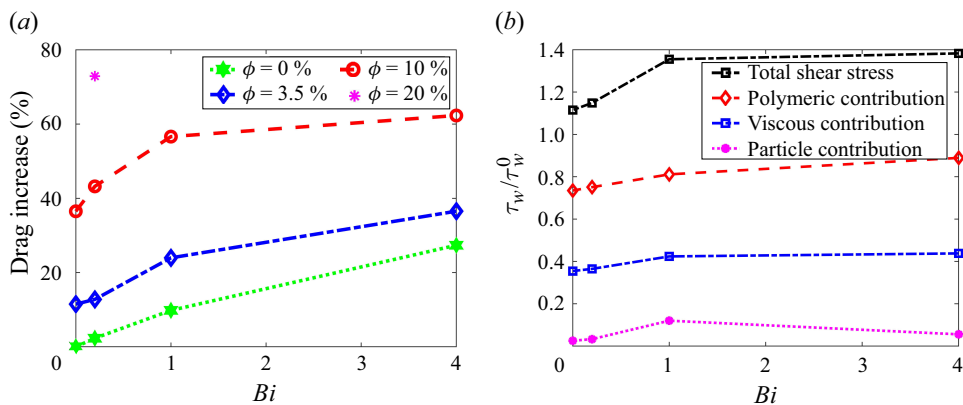 (a)
80
60
40
20
0
1
2
3
4
Drag increase (%)
Bi
ϕ = 0 %
ϕ = 3.5 %
ϕ = 10 %
ϕ = 20 %
(b)
1.4
1.2
1.0
0.8
0.6
0.4
0.2
0
1
2
3
4
τw/τw0
Bi
Total shear stress
Polymeric contribution
Viscous contribution
Particle contribution